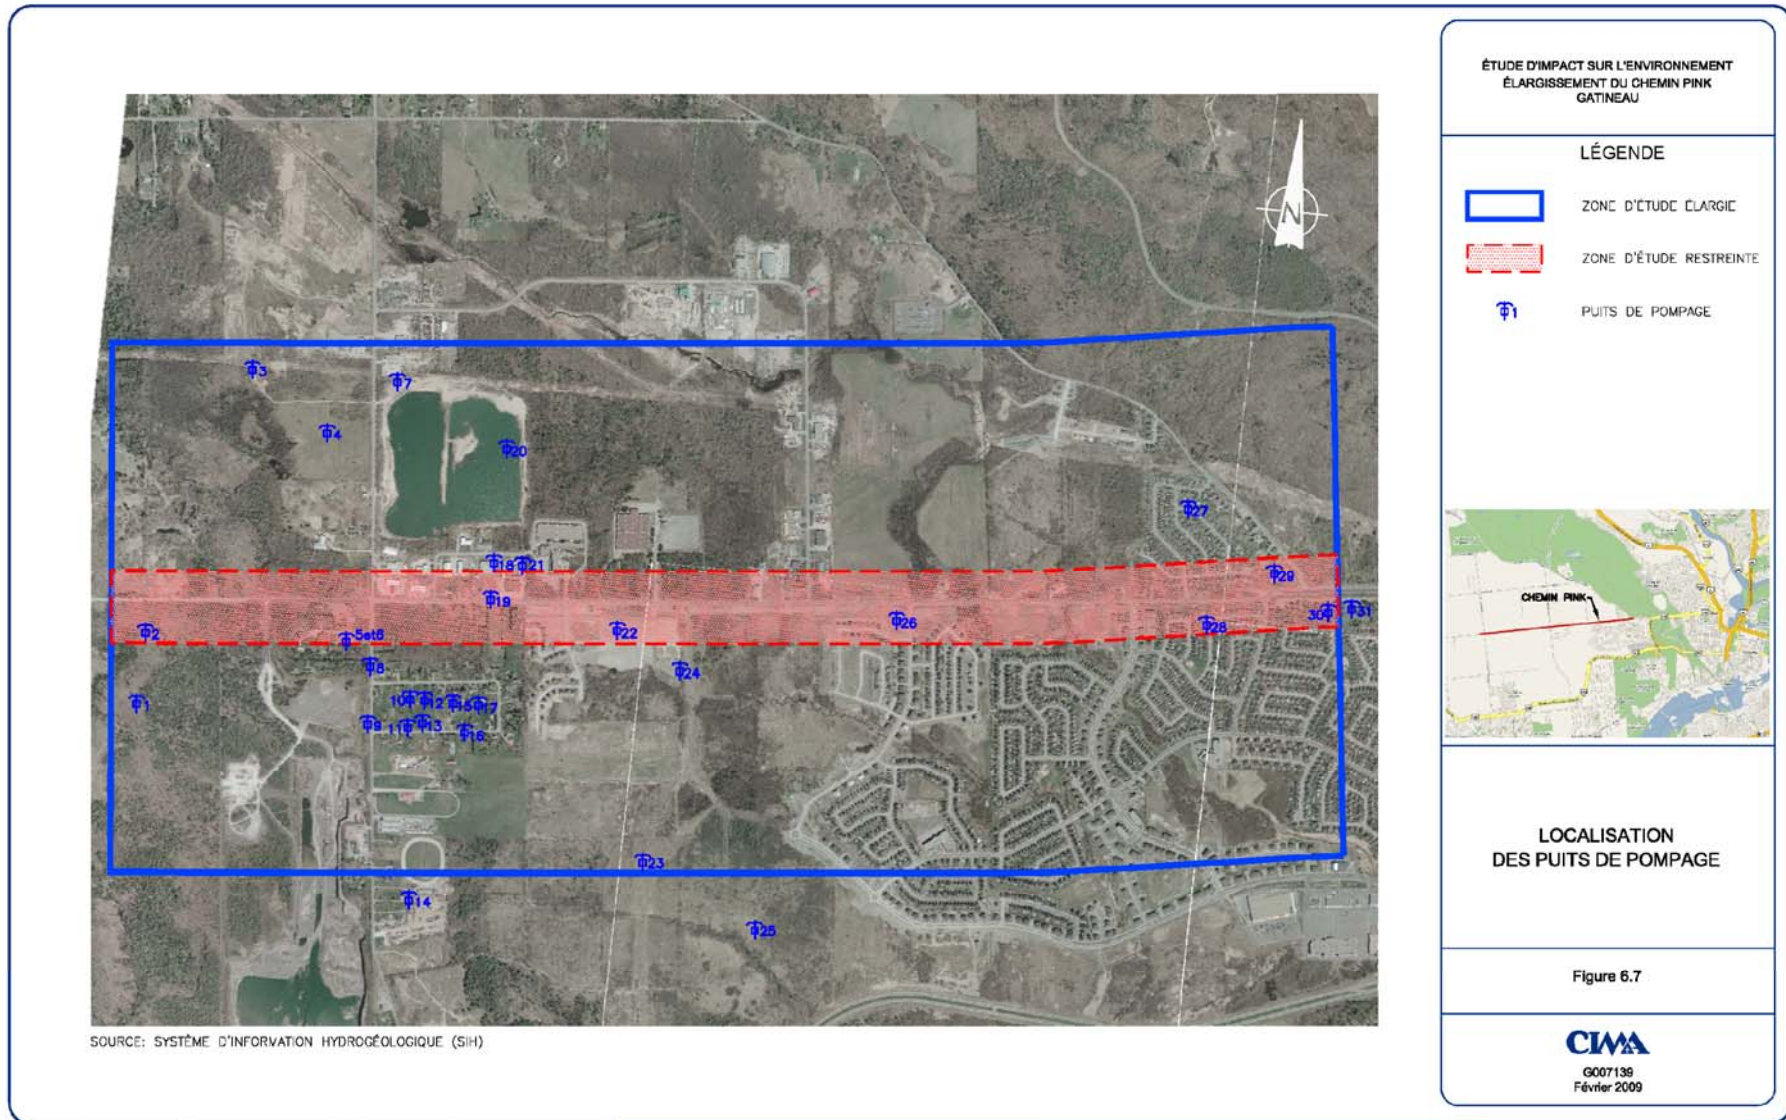 ÉTUDE D'IMPACT SUR L'ENVIRONNEMENT
ÉLARGISSEMENT DU CHEMIN PINK
GATINEAU
LÉGENDE
ZONE D'ÉTUDE ÉLARGIE
ZONE D'ÉTUDE RESTREINTE
1
PUITS DE POMPAGE
N
3
7
4
20
27
18
21
29
19
2
5et6
22
26
28
30
31
8
24
1
10
12
15
17
9
11
13
16
23
14
25
CHEMIN PINK
LOCALISATION
DES PUITS DE POMPAGE
Figure 6.7
CIMA
G007139
Février 2009
SOURCE: SYSTÈME D'INFORMATION HYDROGÉOLOGIQUE (SIH)